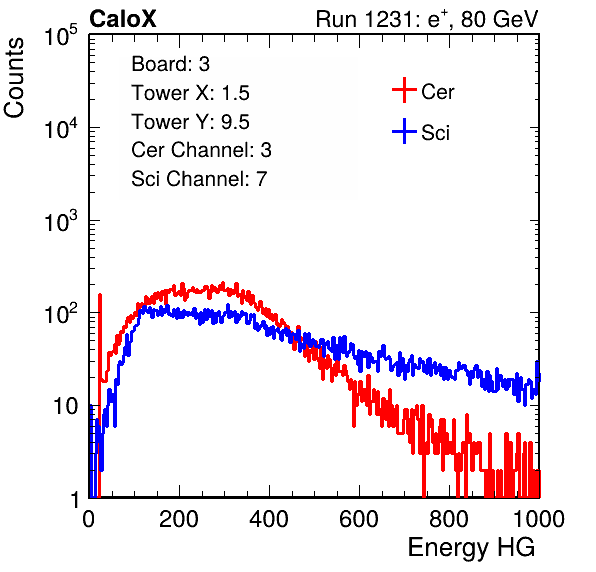 CaloX Run 1231: e⁺, 80 GeV
Counts
Board: 3
Tower X: 1.5
Tower Y: 9.5
Cer Channel: 3
Sci Channel: 7
Cer
Sci
10⁵
10⁴
10³
10²
10
1
0 200 400 600 800 1000
Energy HG